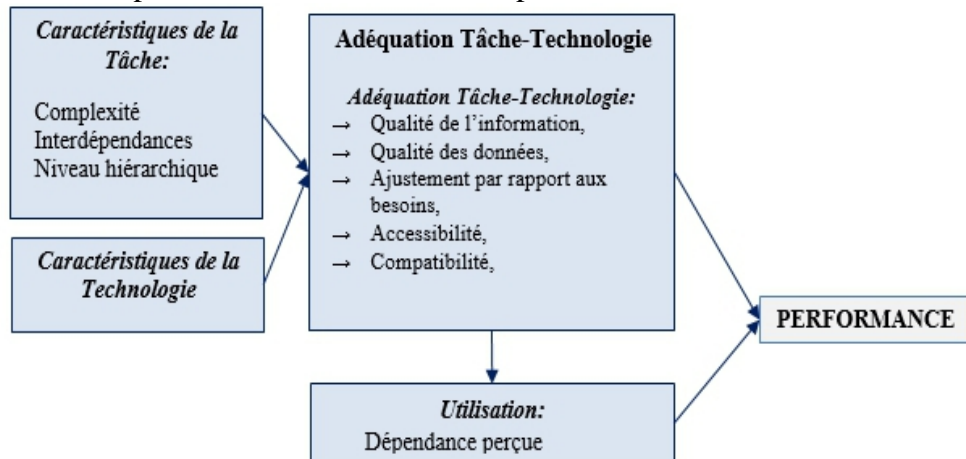 Caractéristiques de la
Tâche:
Complexité
Interdépendances
Niveau hiérarchique
Caractéristiques de la
Technologie
Adéquation Tâche-Technologie
Adéquation Tâche-Technologie:
→ Qualité de l'information,
→ Qualité des données,
→ Ajustement par rapport aux
besoins,
→ Accessibilité,
→ Compatibilité,
Utilisation:
Dépendance perçue
PERFORMANCE